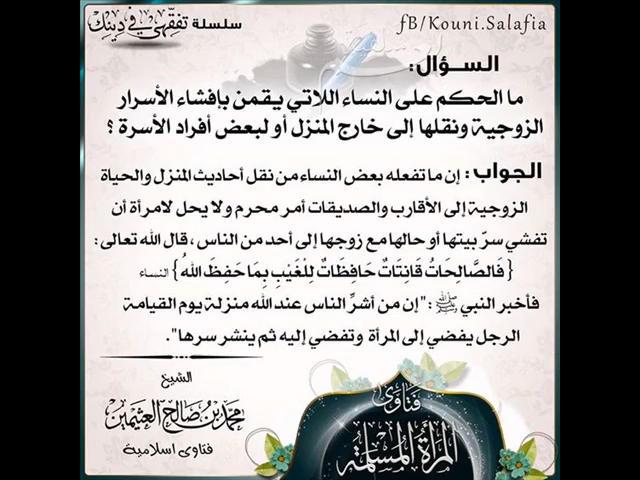 سلسلة تفقهي في دينك
fB/Kouni.Salafia
السـؤال :
ما الحكم على النساء اللاتي يقمن بإفشاء الأسرار
الزوجية ونقلها إلى خارج المنزل أو لبعض أفراد الأسرة ؟
الجواب : إن ما تفعله بعض النساء من نقل أحاديث المنزل والحياة
الزوجية إلى الأقارب والصديقات أمر محرم ولا يحل لامرأة أن
تفشي سرّ بيتها أو حالها مع زوجها إلى أحد من الناس ، قال الله تعالى :
{ فَالصَّالِحَاتُ قَانِتَاتٌ حَافِظَاتٌ لِلْغَيْبِ بِمَا حَفِظَ اللهُ } النساء
فأخبر النبي ﷺ : "إن من أشرِّ الناس عند الله منزلة يوم القيامة
الرجل يفضي إلى المرأة وتفضي إليه ثم ينشر سرها".
الشيخ
محمد بن صالح العثيمين
فتاوى اسلامية
فتاوى
المرأة المسلمة